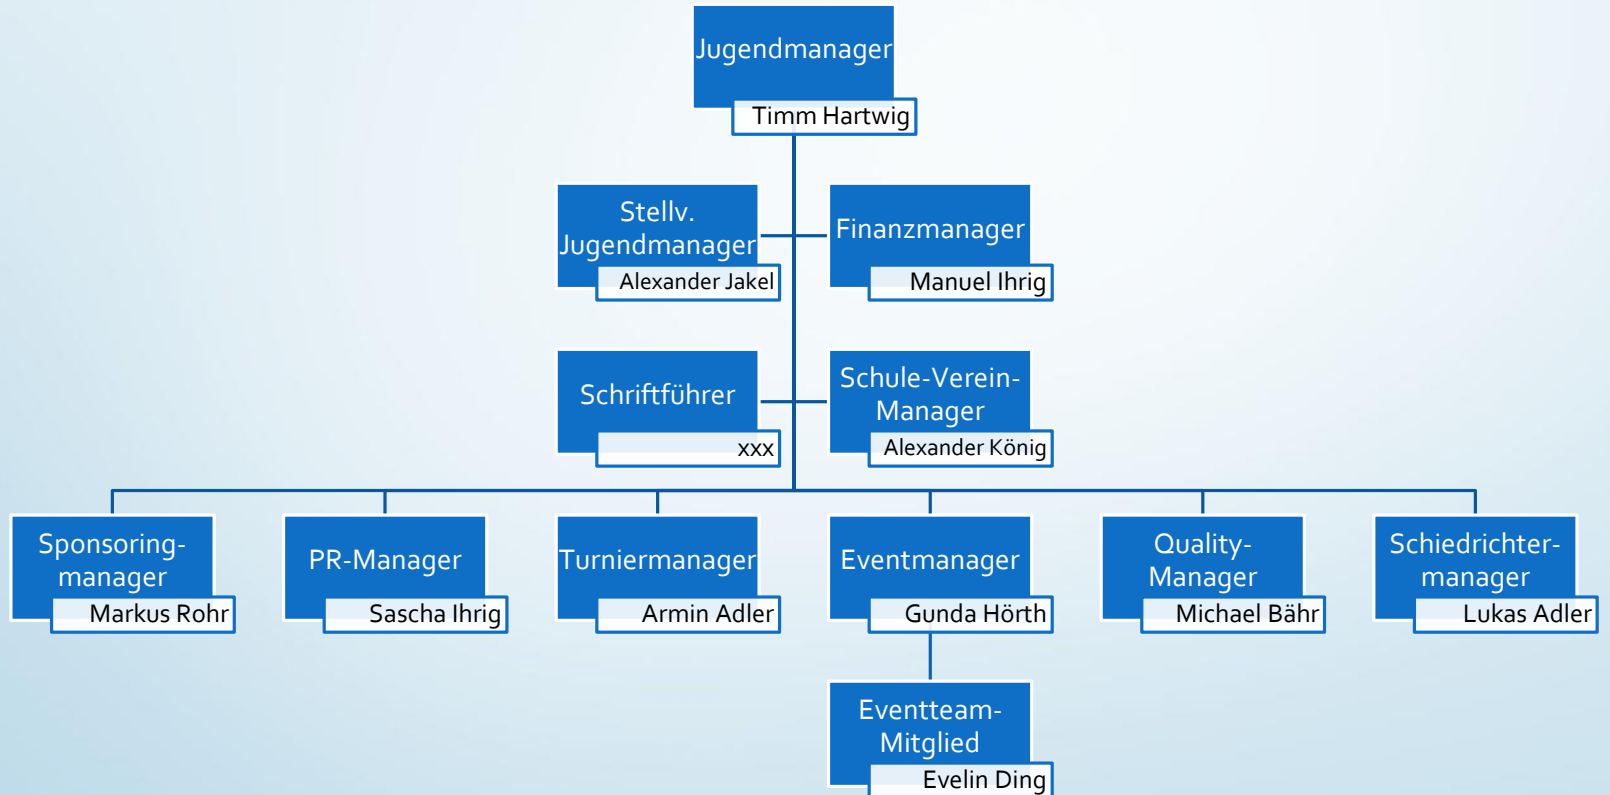 Jugendmanager
Timm Hartwig
Stellv.
Jugendmanager
Alexander Jakel
Finanzmanager
Manuel Ihrig
Schriftführer
xxx
Schule-Verein-
Manager
Alexander König
Sponsoring-
manager
Markus Rohr
PR-Manager
Sascha Ihrig
Turniermanager
Armin Adler
Eventmanager
Gunda Hörth
Quality-
Manager
Michael Bähr
Schiedrichter-
manager
Lukas Adler
Eventteam-
Mitglied
Evelin Ding